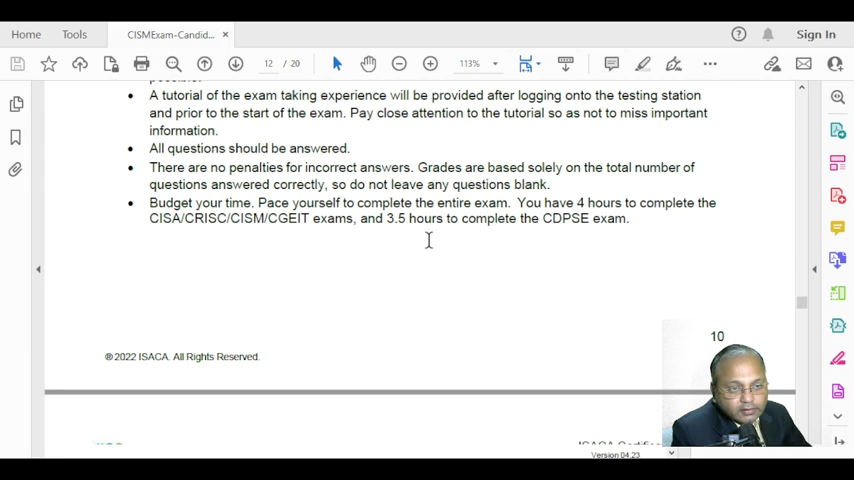 Home
Tools
CISMExam-Candid...
×
Sign In
12 / 20
113%
A tutorial of the exam taking experience will be provided after logging onto the testing station
and prior to the start of the exam. Pay close attention to the tutorial so as not to miss important
information.
All questions should be answered.
There are no penalties for incorrect answers. Grades are based solely on the total number of
questions answered correctly, so do not leave any questions blank.
Budget your time. Pace yourself to complete the entire exam. You have 4 hours to complete the
CISA/CRISC/CISM/CGEIT exams, and 3.5 hours to complete the CDPSE exam.
10
® 2022 ISACA. All Rights Reserved.
Version 04.23